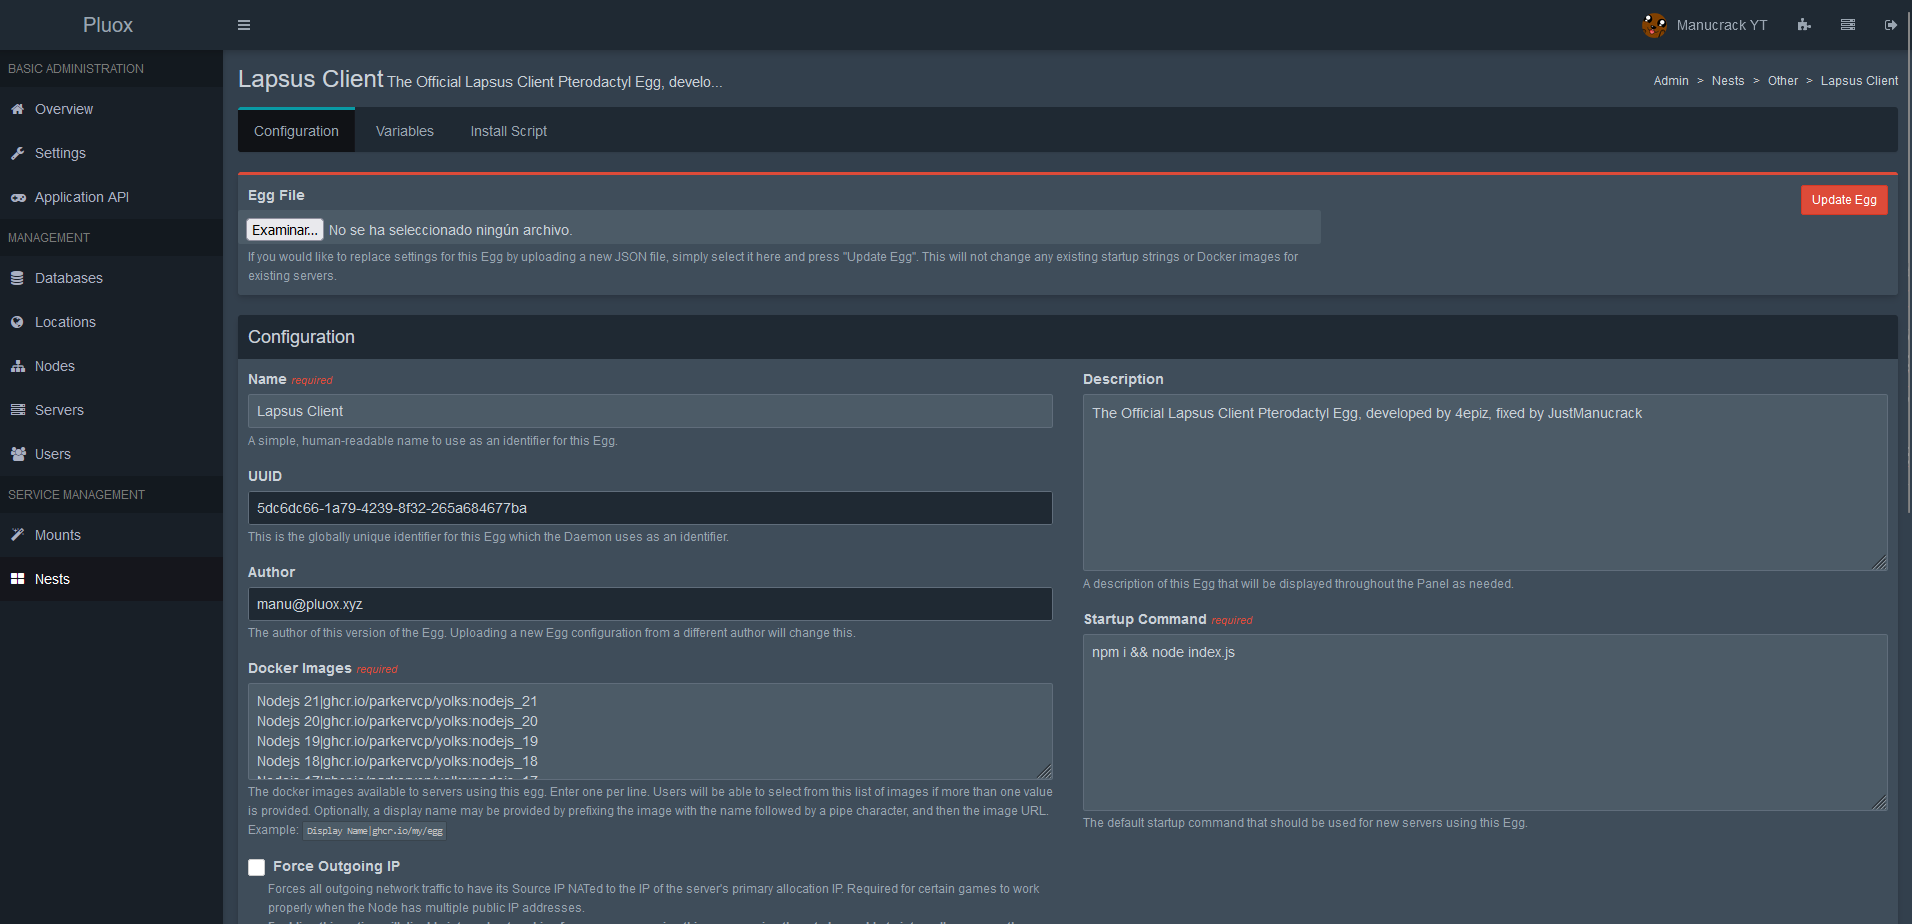 Pluox
Manucrack YT
BASIC ADMINISTRATION
Overview
Settings
Application API
MANAGEMENT
Databases
Locations
Nodes
Servers
Users
SERVICE MANAGEMENT
Mounts
Nests
Lapsus Client The Official Lapsus Client Pterodactyl Egg, develo...
Admin > Nests > Other > Lapsus Client
Configuration Variables Install Script
Egg File
Update Egg
Examinar... No se ha seleccionado ningún archivo.
If you would like to replace settings for this Egg by uploading a new JSON file, simply select it here and press "Update Egg". This will not change any existing startup strings or Docker images for
existing servers.
Configuration
Name required
Lapsus Client
A simple, human-readable name to use as an identifier for this Egg.
UUID
5dc6dc66-1a79-4239-8f32-265a684677ba
This is the globally unique identifier for this Egg which the Daemon uses as an identifier.
Author
manu@pluox.xyz
The author of this version of the Egg. Uploading a new Egg configuration from a different author will change this.
Docker Images required
Nodejs 21|ghcr.io/parkervcp/yolks:nodejs_21
Nodejs 20|ghcr.io/parkervcp/yolks:nodejs_20
Nodejs 19|ghcr.io/parkervcp/yolks:nodejs_19
Nodejs 18|ghcr.io/parkervcp/yolks:nodejs_18
The docker images available to servers using this egg. Enter one per line. Users will be able to select from this list of images if more than one value
is provided. Optionally, a display name may be provided by prefixing the image with the name followed by a pipe character, and then the image URL.
Example: Display Name|ghcr.io/my/egg
Force Outgoing IP
Forces all outgoing network traffic to have its Source IP NATed to the IP of the server's primary allocation IP. Required for certain games to work
properly when the Node has multiple public IP addresses.
Description
The Official Lapsus Client Pterodactyl Egg, developed by 4epiz, fixed by JustManucrack
A description of this Egg that will be displayed throughout the Panel as needed.
Startup Command required
npm i && node index.js
The default startup command that should be used for new servers using this Egg.